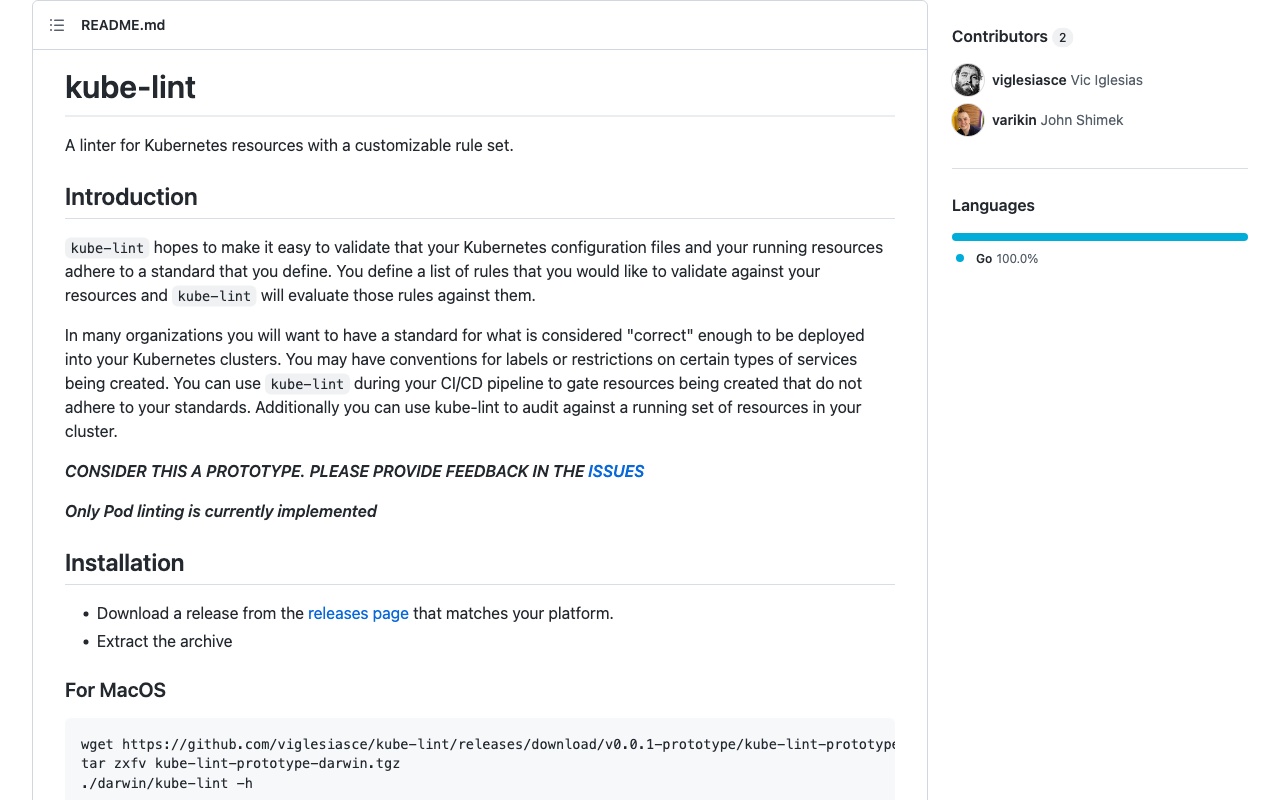 README.md
kube-lint
A linter for Kubernetes resources with a customizable rule set.
Introduction
kube-lint hopes to make it easy to validate that your Kubernetes configuration files and your running resources
adhere to a standard that you define. You define a list of rules that you would like to validate against your
resources and kube-lint will evaluate those rules against them.
In many organizations you will want to have a standard for what is considered "correct" enough to be deployed
into your Kubernetes clusters. You may have conventions for labels or restrictions on certain types of services
being created. You can use kube-lint during your CI/CD pipeline to gate resources being created that do not
adhere to your standards. Additionally you can use kube-lint to audit against a running set of resources in your
cluster.
CONSIDER THIS A PROTOTYPE. PLEASE PROVIDE FEEDBACK IN THE ISSUES
Only Pod linting is currently implemented
Installation
• Download a release from the releases page that matches your platform.
• Extract the archive
For MacOS
wget https://github.com/viglesiasce/kube-lint/releases/download/v0.0.1-prototype/kube-lint-prototype
tar zxfv kube-lint-prototype-darwin.tgz
./darwin/kube-lint -h
Contributors 2
viglesiasce Vic Iglesias
varikin John Shimek
Languages
Go 100.0%